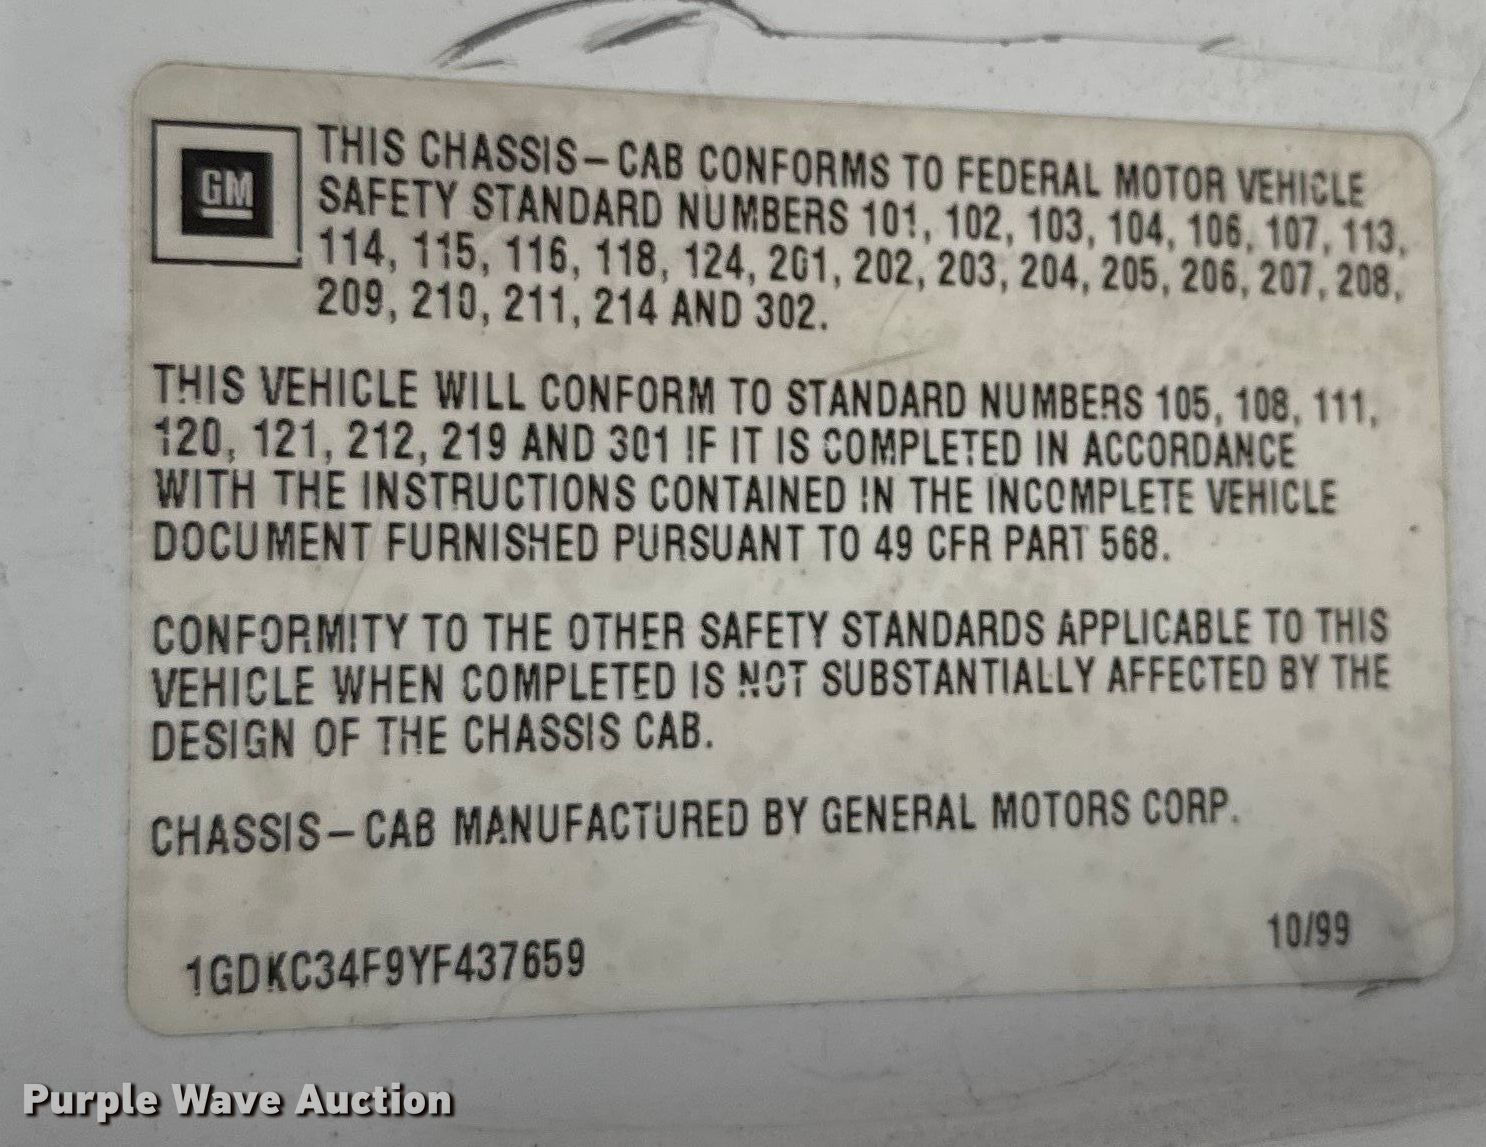 GM
THIS CHASSIS-CAB CONFORMS TO FEDERAL MOTOR VEHICLE
SAFETY STANDARD NUMBERS 101, 102, 103, 104, 106, 107, 113,
114, 115, 116, 118, 124, 201, 202, 203, 204, 205, 206, 207, 208,
209, 210, 211, 214 AND 302.
THIS VEHICLE WILL CONFORM TO STANDARD NUMBERS 105, 108, 111,
120, 121, 212, 219 AND 301 IF IT IS COMPLETED IN ACCORDANCE
WITH THE INSTRUCTIONS CONTAINED IN THE INCOMPLETE VEHICLE
DOCUMENT FURNISHED PURSUANT TO 49 CFR PART 568.
CONFORMITY TO THE OTHER SAFETY STANDARDS APPLICABLE TO THIS
VEHICLE WHEN COMPLETED IS NOT SUBSTANTIALLY AFFECTED BY THE
DESIGN OF THE CHASSIS CAB.
CHASSIS-CAB MANUFACTURED BY GENERAL MOTORS CORP.
1GDKC34F9YF437659
10/99
Purple Wave Auction